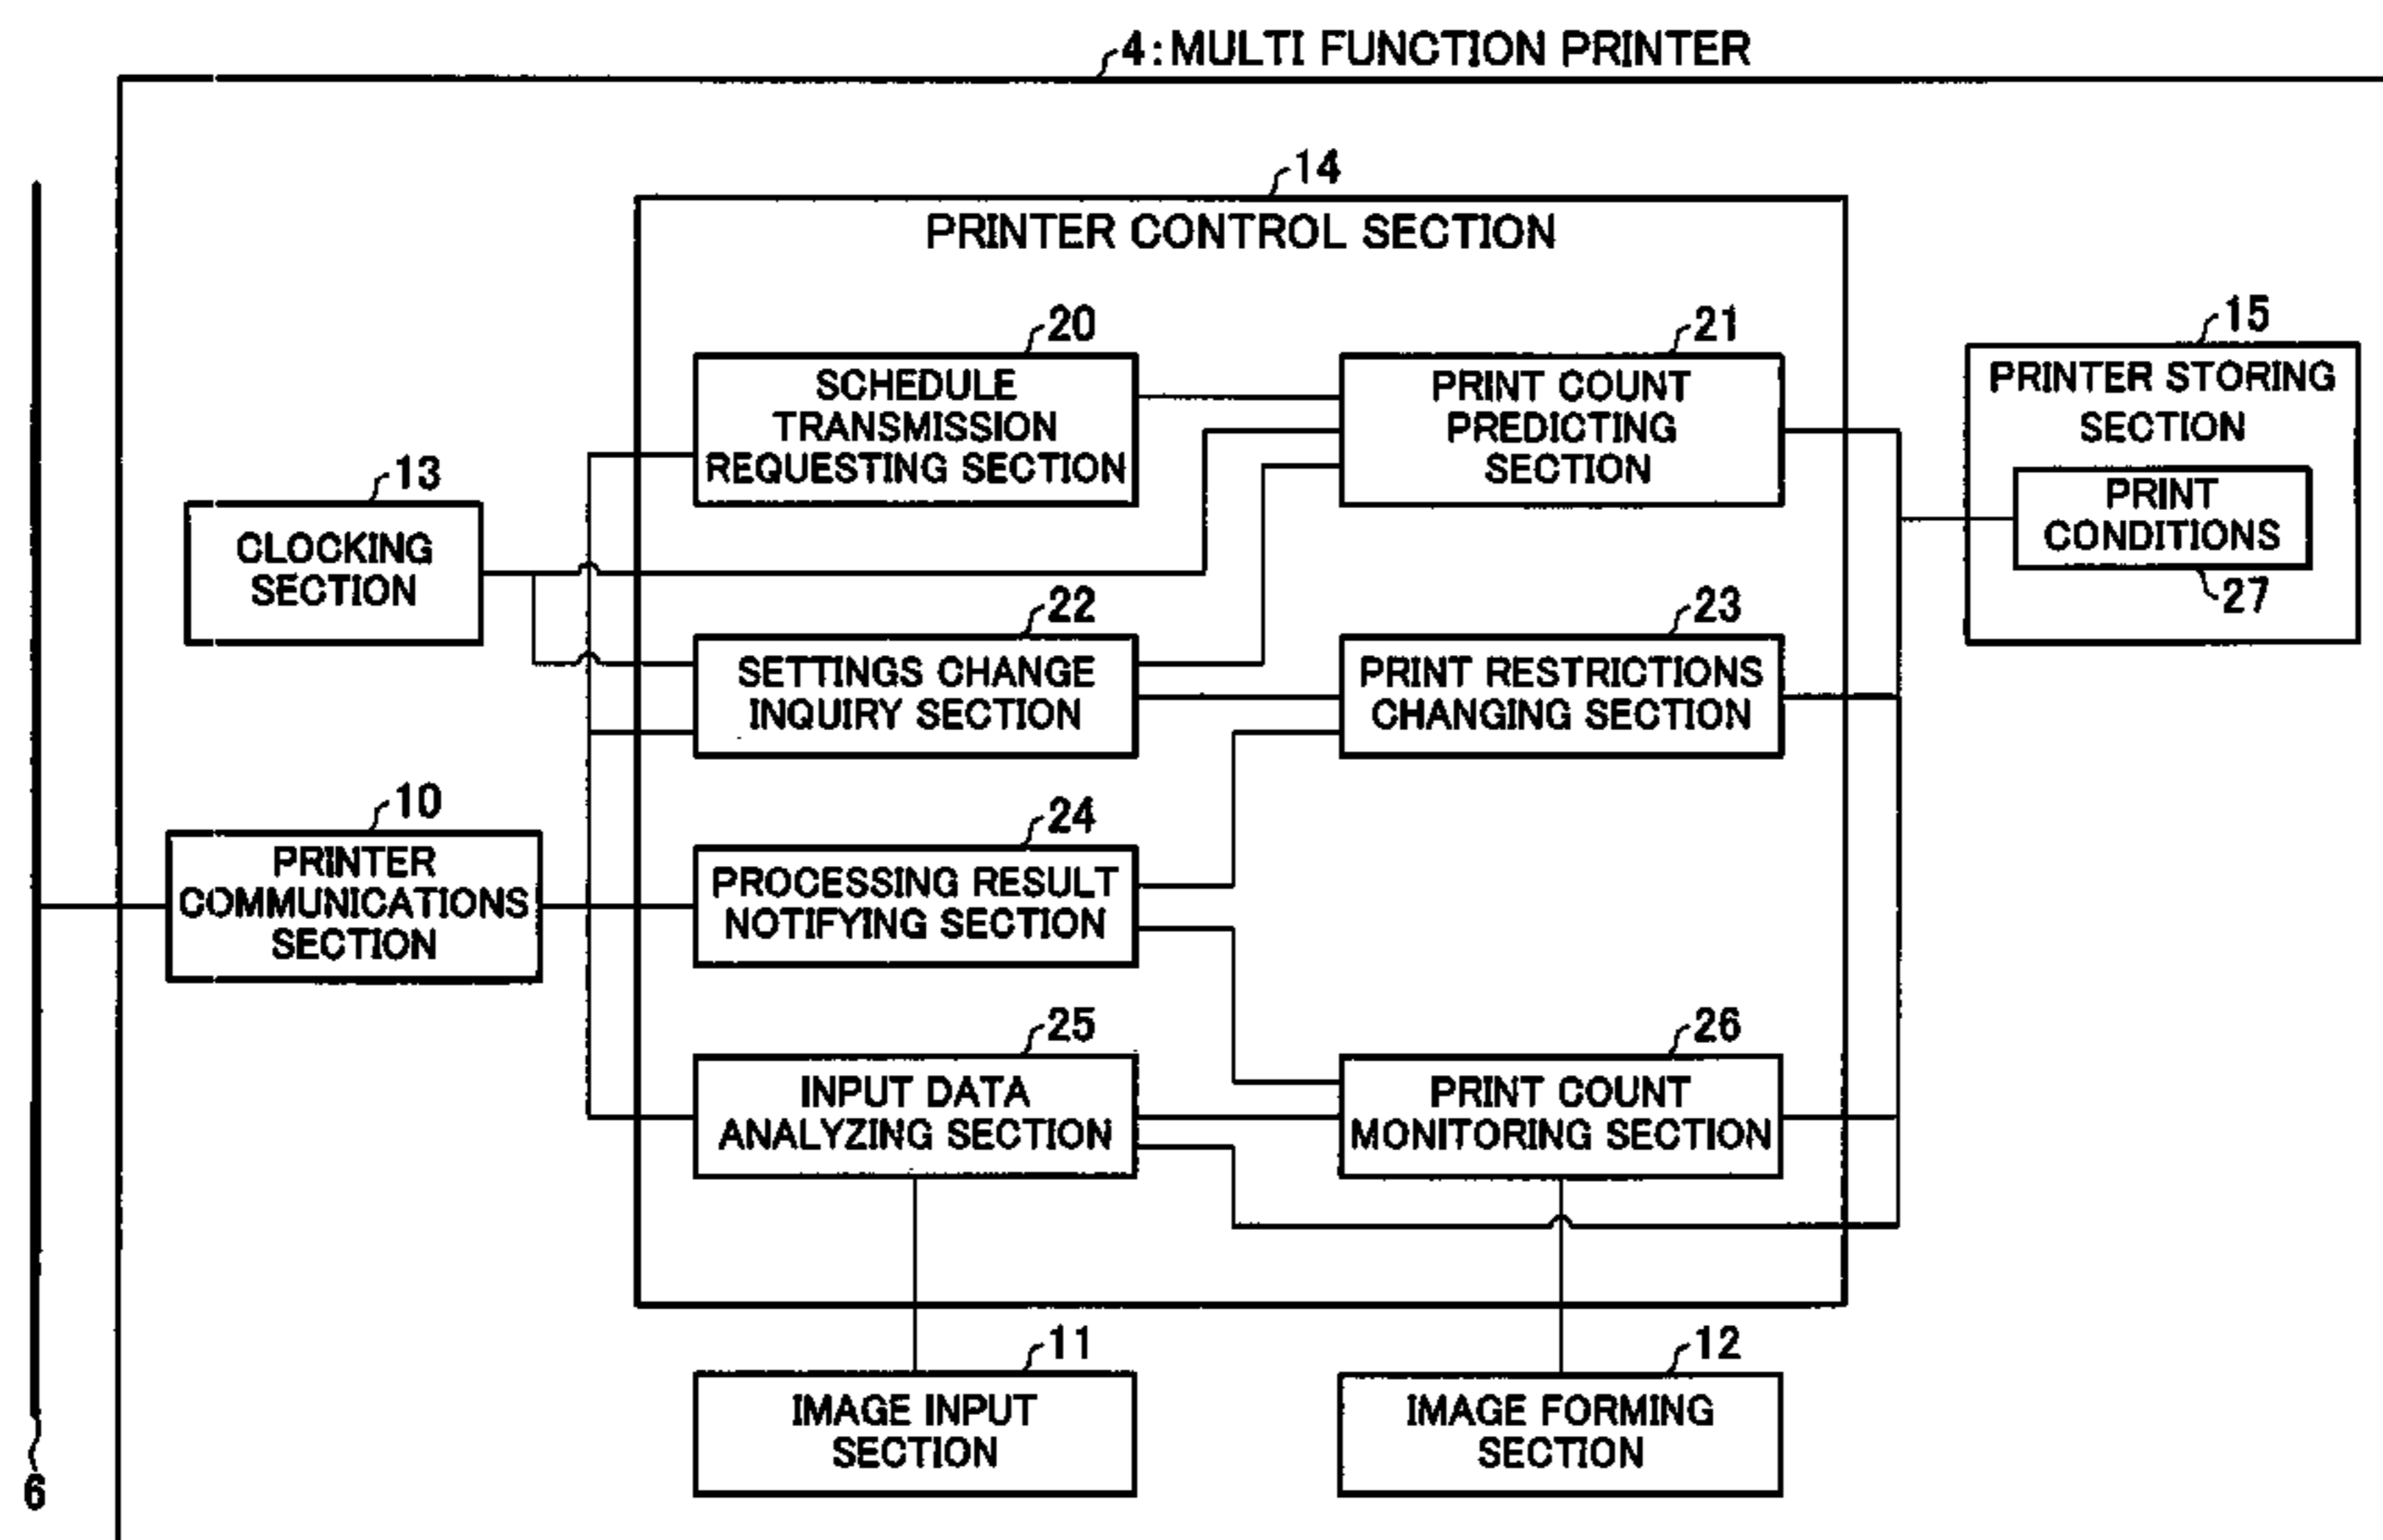 4:MULTI FUNCTION PRINTER
14
PRINTER CONTROL SECTION
20
SCHEDULE
TRANSMISSION
REQUESTING SECTION
21
PRINT COUNT
PREDICTING
SECTION
15
PRINTER STORING
SECTION
PRINT
CONDITIONS
27
13
CLOCKING
SECTION
22
SETTINGS CHANGE
INQUIRY SECTION
23
PRINT RESTRICTIONS
CHANGING SECTION
10
PRINTER
COMMUNICATIONS
SECTION
24
PROCESSING RESULT
NOTIFYING SECTION
25
INPUT DATA
ANALYZING SECTION
26
PRINT COUNT
MONITORING SECTION
11
IMAGE INPUT
SECTION
12
IMAGE FORMING
SECTION
6